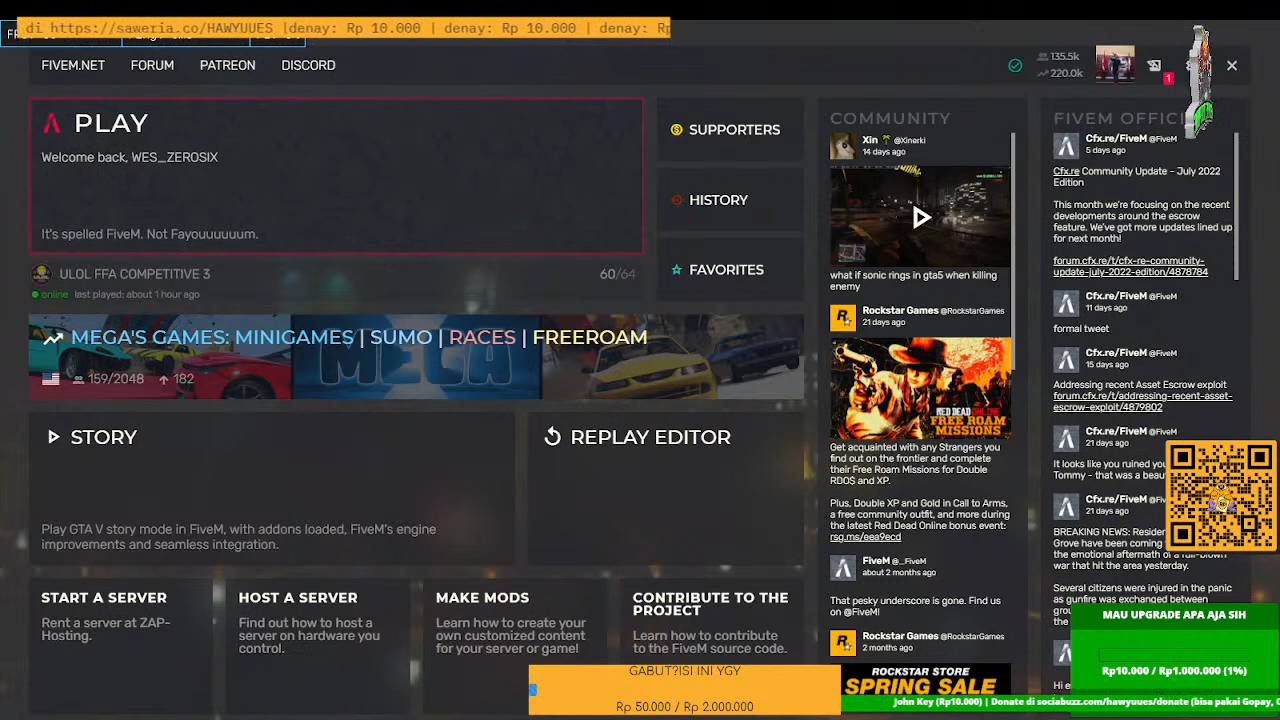 di https://saweria.co/HAWYUUES |denay: Rp 10.000 | denay: Rp 10.000 | denay: Rp
FIVEM.NET
FORUM
PATREON
DISCORD
135.5k
220.0k
1
PLAY
Welcome back, WES_ZEROSIX
It's spelled FiveM. Not Fayouuuuuum.
ULOL FFA COMPETITIVE 3
60/64
online last played: about 1 hour ago
SUPPORTERS
HISTORY
FAVORITES
MEGA'S GAMES: MINIGAMES | SUMO | RACES | FREEROAM
MEGA
159/2048
182
STORY
Play GTA V story mode in FiveM, with addons loaded, FiveM's engine
improvements and seamless integration.
REPLAY EDITOR
START A SERVER
Rent a server at ZAP-
Hosting.
HOST A SERVER
Find out how to host a
server on hardware you
control.
MAKE MODS
Learn how to create your
own customized content
for your server or game!
CONTRIBUTE TO THE
PROJECT
Learn how to contribute
to the FiveM source code.
COMMUNITY
Xin 🌴 @Xinerki
14 days ago
what if sonic rings in gta5 when killing
enemy
Rockstar Games @RockstarGames
21 days ago
RED DEAD ONLINE
FREE ROAM
MISSIONS
Get acquainted with any Strangers you
find out on the frontier and complete
their Free Roam Missions for Double
RDO$ and XP.
Plus, Double XP and Gold in Call to Arms,
a free community outfit, and more during
the latest Red Dead Online bonus event:
rsg.ms/eea9ecd
FiveM @_FiveM
about 2 months ago
That pesky underscore is gone. Find us
on @FiveM!
Rockstar Games @RockstarGames
2 months ago
ROCKSTAR STORE
SPRING SALE
FIVEM OFFICI
Cfx.re/FiveM @FiveM
5 days ago
Cfx.re Community Update - July 2022
Edition
This month we're focusing on the recent
developments around the escrow
feature. We've got more updates lined up
for next month!
forum.cfx.re/t/cfx-re-community-
update-july-2022-edition/4878784
Cfx.re/FiveM @FiveM
11 days ago
formal tweet
Cfx.re/FiveM @FiveM
15 days ago
Addressing recent Asset Escrow exploit
forum.cfx.re/t/addressing-recent-asset-
escrow-exploit/4879802
Cfx.re/FiveM @FiveM
21 days ago
It looks like you ruined you
Tommy - that was a beau
Cfx.re/FiveM @FiveM
21 days ago
BREAKING NEWS: Reside
Grove have been coming
the emotional aftermath of a full-blown
war that hit the area yesterday.
Several citizens were injured in the panic
as gunfire was exchanged between
MAU UPGRADE APA AJA SIH
Rp10.000 / Rp1.000.000 (1%)
GABUT?ISI INI YGY
Rp 50.000 / Rp 2.000.000
John Key (Rp10.000) | Donate di sociabuzz.com/hawyuues/donate (bisa pakai Gopay,